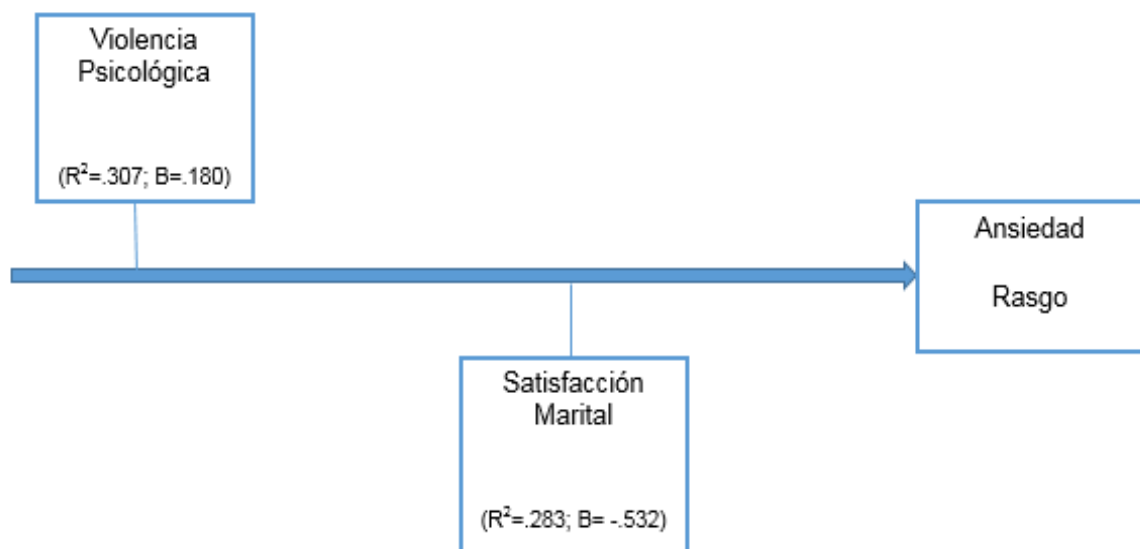 Violencia
Psicológica
(R²=.307; B=.180)
Ansiedad
Rasgo
Satisfacción
Marital
(R²=.283; B= -.532)